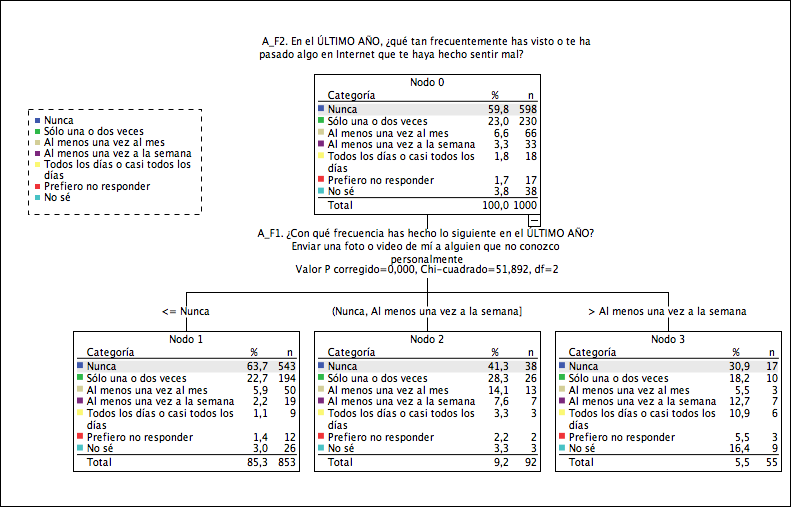 A_F2. En el ÚLTIMO AÑO, ¿qué tan frecuentemente has visto o te ha
pasado algo en Internet que te haya hecho sentir mal?
Nunca
Sólo una o dos veces
Al menos una vez al mes
Al menos una vez a la semana
Todos los días o casi todos los
días
Prefiero no responder
No sé
Nodo 0
Categoría % n
Nunca 59,8 598
Sólo una o dos veces 23,0 230
Al menos una vez al mes 6,6 66
Al menos una vez a la semana 3,3 33
Todos los días o casi todos los 1,8 18
días
Prefiero no responder 1,7 17
No sé 3,8 38
Total 100,0 1000
A_F1. ¿Con qué frecuencia has hecho lo siguiente en el ÚLTIMO AÑO?
Enviar una foto o video de mí a alguien que no conozco
personalmente
Valor P corregido=0,000, Chi-cuadrado=51,892, df=2
<= Nunca
(Nunca, Al menos una vez a la semana]
> Al menos una vez a la semana
Nodo 1
Categoría % n
Nunca 63,7 543
Sólo una o dos veces 22,7 194
Al menos una vez al mes 5,9 50
Al menos una vez a la semana 2,2 19
Todos los días o casi todos los 1,1 9
días
Prefiero no responder 1,4 12
No sé 3,0 26
Total 85,3 853
Nodo 2
Categoría % n
Nunca 41,3 38
Sólo una o dos veces 28,3 26
Al menos una vez al mes 14,1 13
Al menos una vez a la semana 7,6 7
Todos los días o casi todos los 3,3 3
días
Prefiero no responder 2,2 2
No sé 3,3 3
Total 9,2 92
Nodo 3
Categoría % n
Nunca 30,9 17
Sólo una o dos veces 18,2 10
Al menos una vez al mes 5,5 3
Al menos una vez a la semana 12,7 7
Todos los días o casi todos los 10,9 6
días
Prefiero no responder 5,5 3
No sé 16,4 9
Total 5,5 55